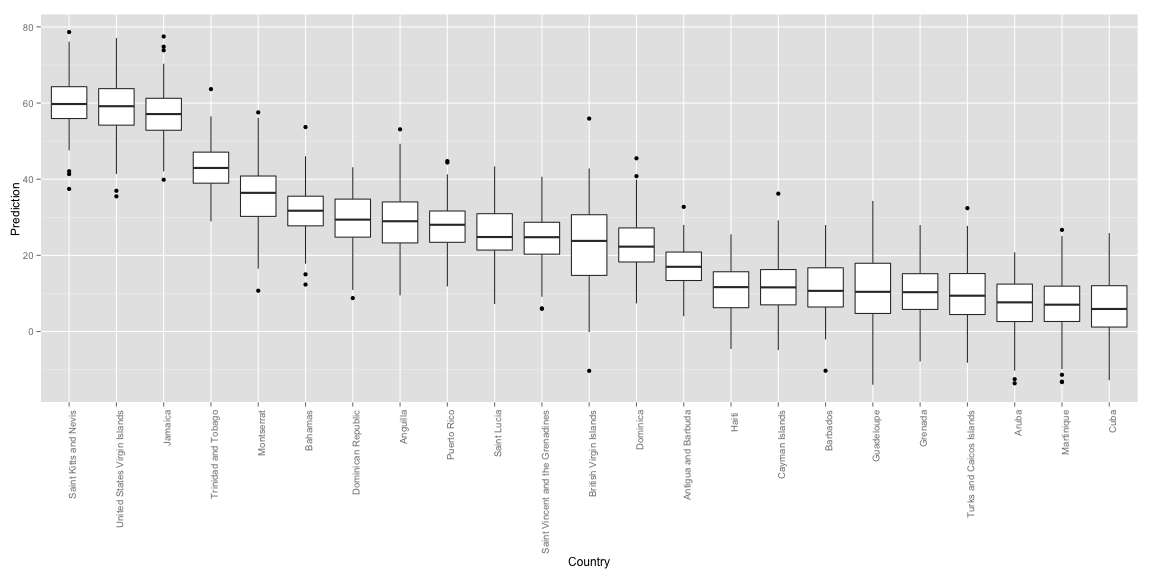 80
60
40
20
0
Prediction
Saint Kitts and Nevis
United States Virgin Islands
Jamaica
Trinidad and Tobago
Montserrat
Bahamas
Dominican Republic
Anguilla
Puerto Rico
Saint Lucia
Saint Vincent and the Grenadines
British Virgin Islands
Dominica
Antigua and Barbuda
Haiti
Cayman Islands
Barbados
Guadeloupe
Grenada
Turks and Caicos Islands
Aruba
Martinique
Cuba
Country